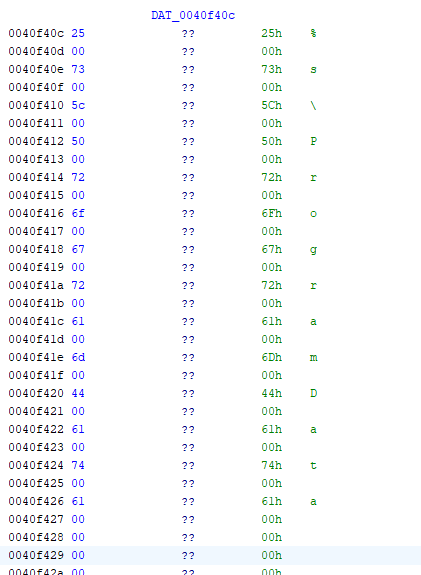 DAT_0040f40c
0040f40c 25 ?? 25h %
0040f40d 00 ?? 00h
0040f40e 73 ?? 73h s
0040f40f 00 ?? 00h
0040f410 5c ?? 5Ch \
0040f411 00 ?? 00h
0040f412 50 ?? 50h P
0040f413 00 ?? 00h
0040f414 72 ?? 72h r
0040f415 00 ?? 00h
0040f416 6f ?? 6Fh o
0040f417 00 ?? 00h
0040f418 67 ?? 67h g
0040f419 00 ?? 00h
0040f41a 72 ?? 72h r
0040f41b 00 ?? 00h
0040f41c 61 ?? 61h a
0040f41d 00 ?? 00h
0040f41e 6d ?? 6Dh m
0040f41f 00 ?? 00h
0040f420 44 ?? 44h D
0040f421 00 ?? 00h
0040f422 61 ?? 61h a
0040f423 00 ?? 00h
0040f424 74 ?? 74h t
0040f425 00 ?? 00h
0040f426 61 ?? 61h a
0040f427 00 ?? 00h
0040f428 00 ?? 00h
0040f429 00 ?? 00h
0040f42a 00 ?? 00h